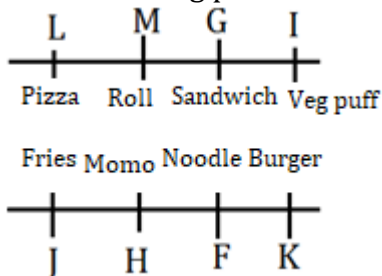 L M G I
Pizza Roll Sandwich Veg puff
Fries Momo Noodle Burger
J H F K